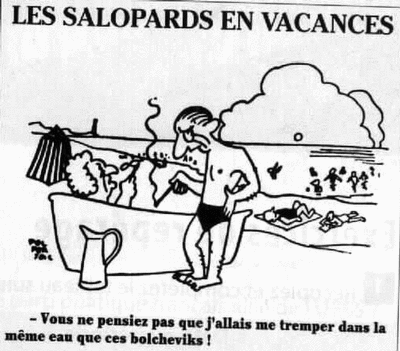 LES SALOPARDS EN VACANCES
– Vous ne pensiez pas que j'allais me tremper dans la
même eau que ces bolcheviks !